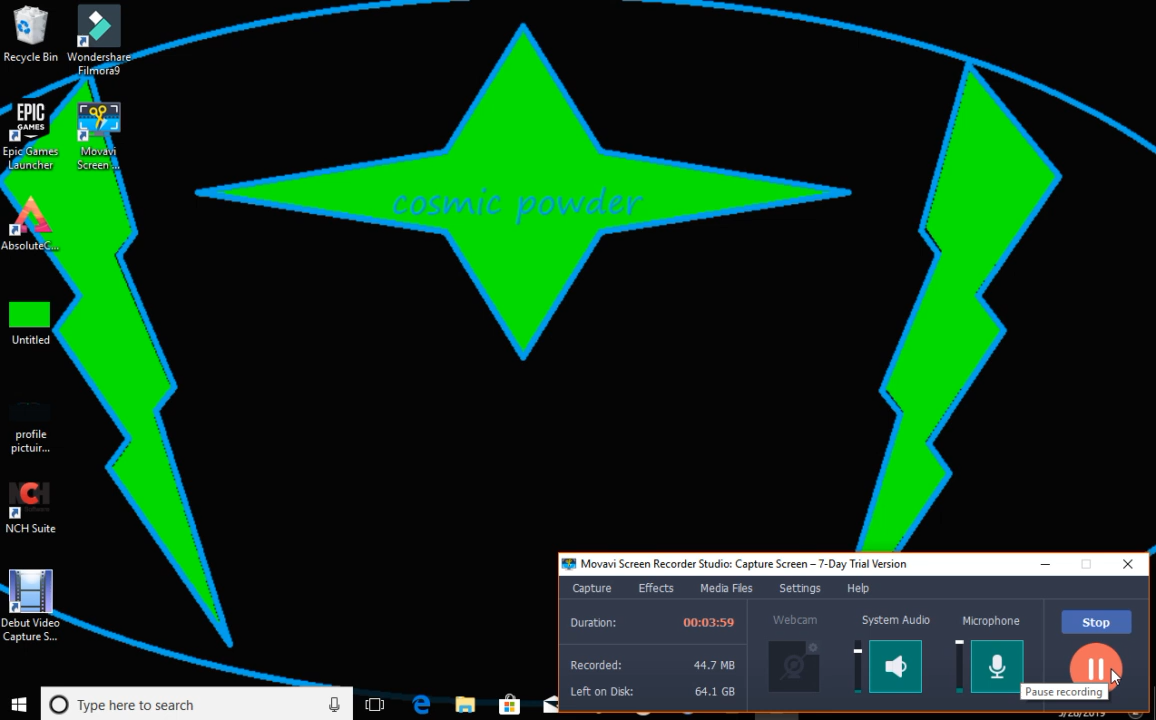 Recycle Bin
Wondershare
Filmora9
EPIC
GAMES
Epic Games
Launcher
Movavi
Screen ...
cosmic powder
AbsoluteC...
Untitled
profile
pictuir...
NCH
NCH Suite
Debut Video
Capture S...
Movavi Screen Recorder Studio: Capture Screen – 7-Day Trial Version
Capture Effects Media Files Settings Help
Duration: 00:03:59
Webcam System Audio Microphone
Stop
Recorded: 44.7 MB
Left on Disk: 64.1 GB
Pause recording
Type here to search